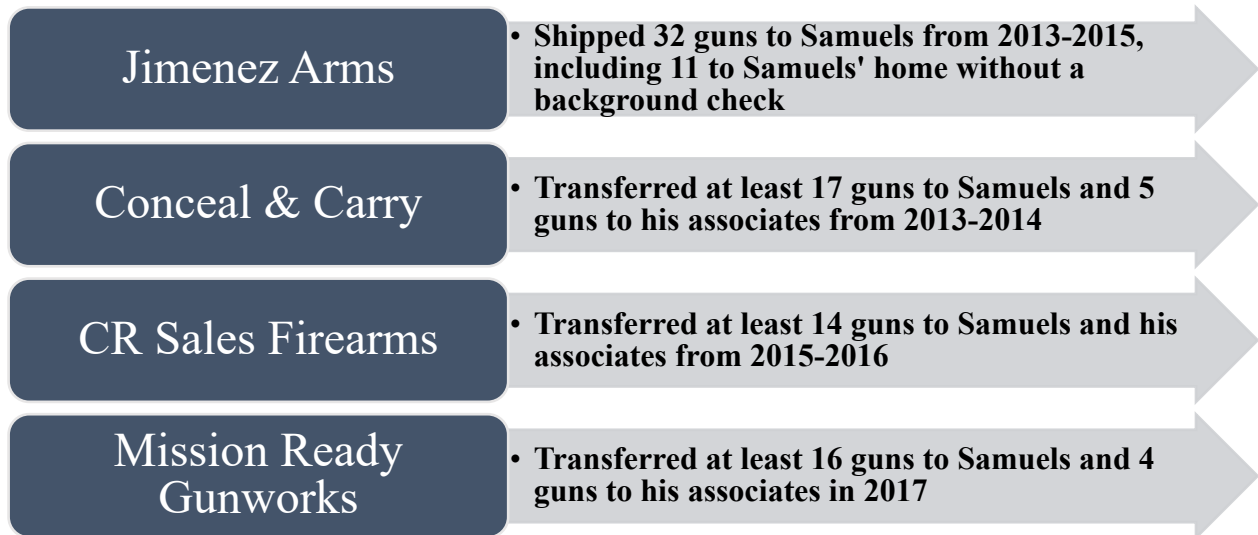 Jimenez Arms
• Shipped 32 guns to Samuels from 2013-2015,
including 11 to Samuels' home without a
background check
Conceal & Carry
• Transferred at least 17 guns to Samuels and 5
guns to his associates from 2013-2014
CR Sales Firearms
• Transferred at least 14 guns to Samuels and his
associates from 2015-2016
Mission Ready
Gunworks
• Transferred at least 16 guns to Samuels and 4
guns to his associates in 2017